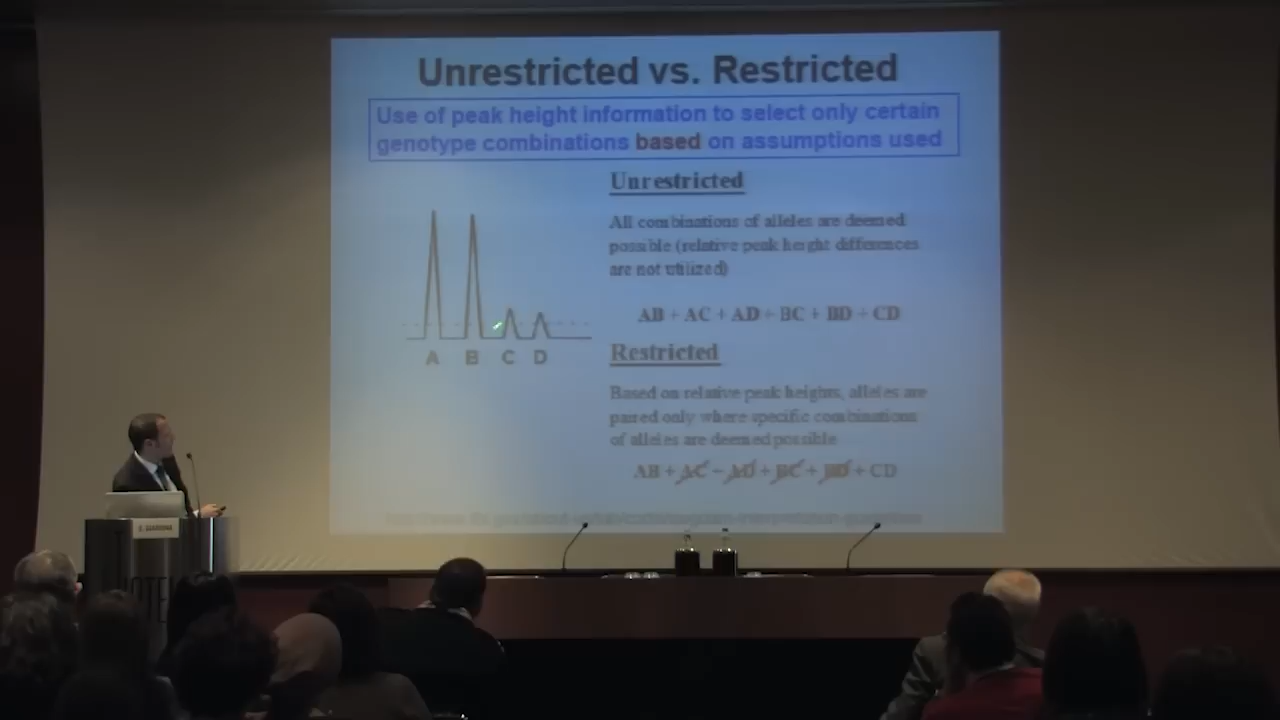 Unrestricted vs. Restricted
Use of peak height information to select only certain
genotype combinations based on assumptions used
Unrestricted
All combinations of alleles are deemed
possible (relative peak height differences
are not utilized)
AB + AC + AD + BC + BD + CD
A B C D
Restricted
Based on relative peak heights, alleles are
paired only where specific combinations
of alleles are deemed possible
AB + AC + AD + BC + BD + CD